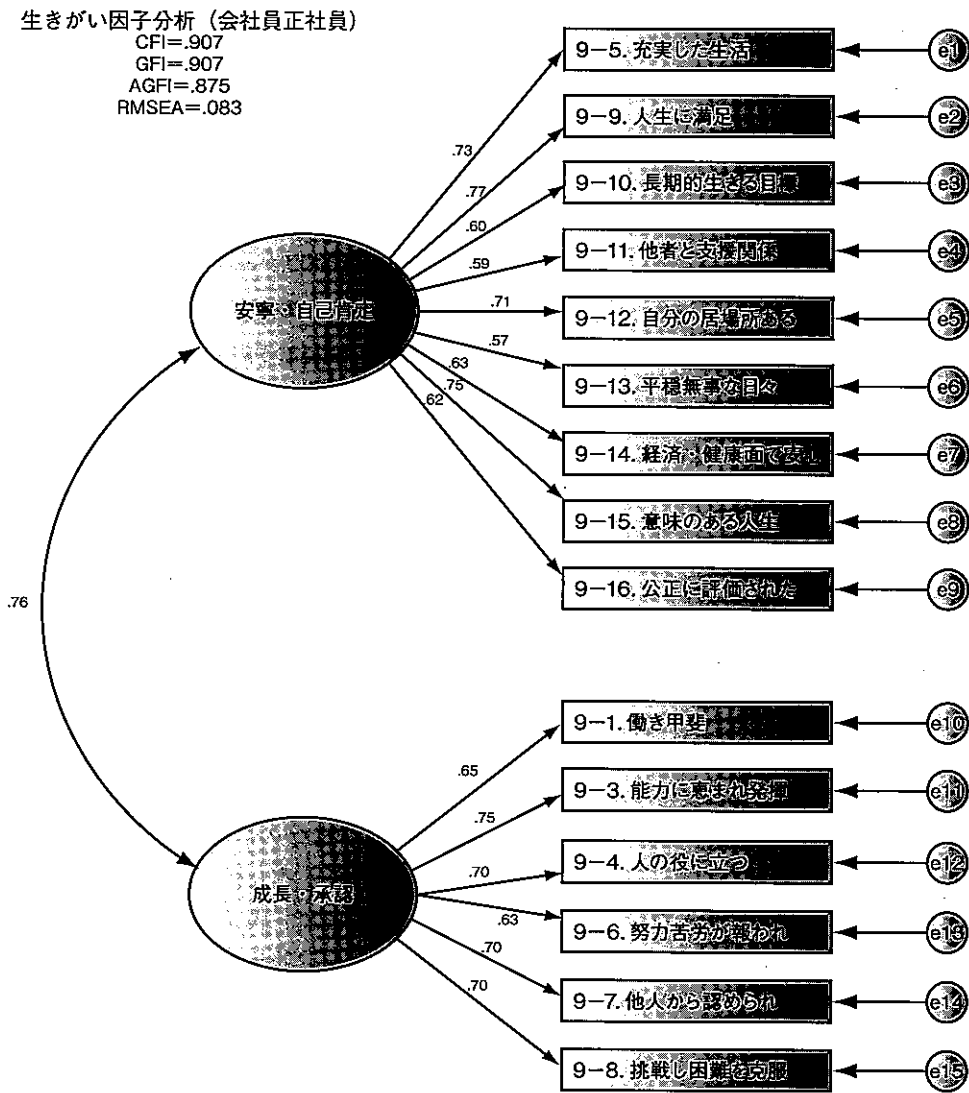 生きがい因子分析（会社員正社員）
CFI=.907
GFI=.907
AGFI=.875
RMSEA=.083
9－5. 充実した生活
e1
9－9. 人生に満足
e2
.73
.77
9－10. 長期的生きる目標
e3
.60
9－11. 他者と支援関係
e4
.59
安寧・自己肯定
.71
9－12. 自分の居場所ある
e5
.57
9－13. 平穏無事な日々
e6
.63
.75
.62
9－14. 経済・健康面で安心
e7
9－15. 意味のある人生
e8
9－16. 公正に評価された
e9
.76
9－1. 働き甲斐
e10
.65
9－3. 能力に恵まれ発揮
e11
.75
9－4. 人の役に立つ
e12
.70
成長・承認
.63
9－6. 努力苦労が報われ
e13
.70
9－7. 他人から認められ
e14
.70
9－8. 挑戦し困難を克服
e15